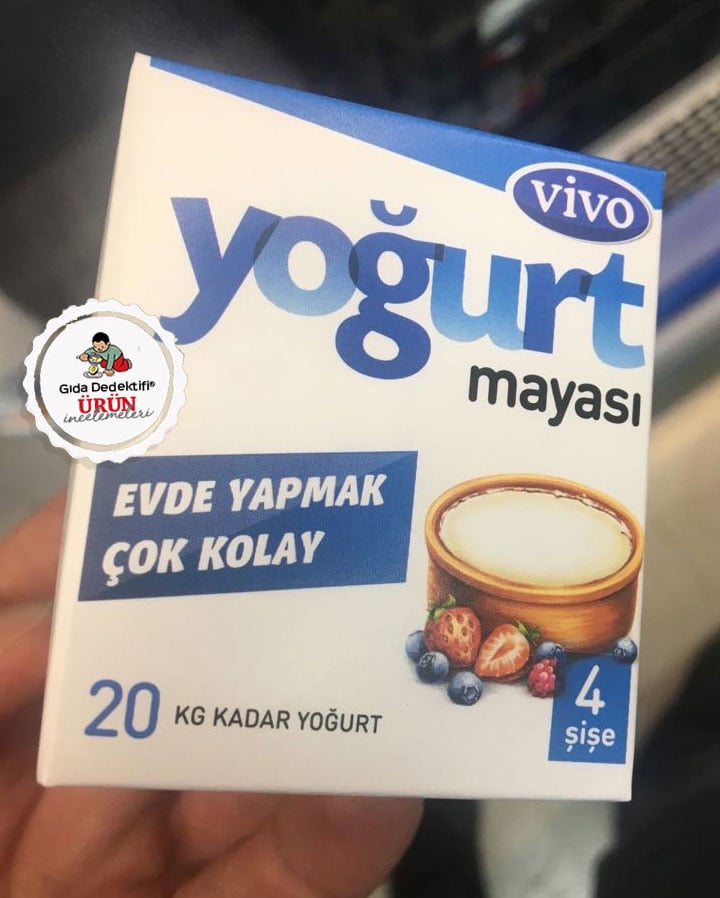 vivo
yoğurt
mayası
Gıda Dedektifi®
ÜRÜN
incelemeleri
EVDE YAPMAK
ÇOK KOLAY
20 KG KADAR YOĞURT
4
şişe